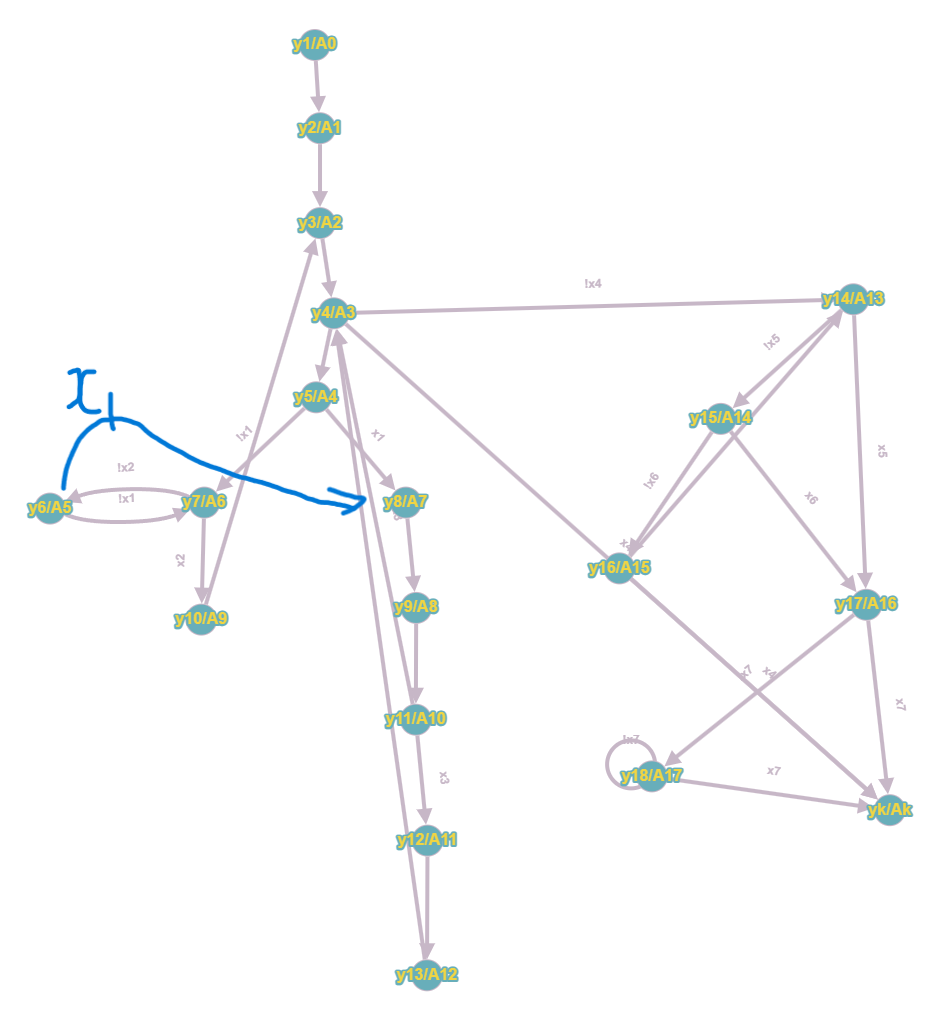 y1/A0
y2/A1
y3/A2
!x4
y14/A13
y4/A3
!x5
y5/A4
x1
y15/A14
!x1
x5
X1
!x2
!x6
x6
!x1
y6/A5
y7/A6
y8/A7
x2
y16/A15
y10/A9
y9/A8
y17/A16
x7
x4
x7
y11/A10
!x7
x3
y18/A17
x7
yk/Ak
y12/A11
y13/A12